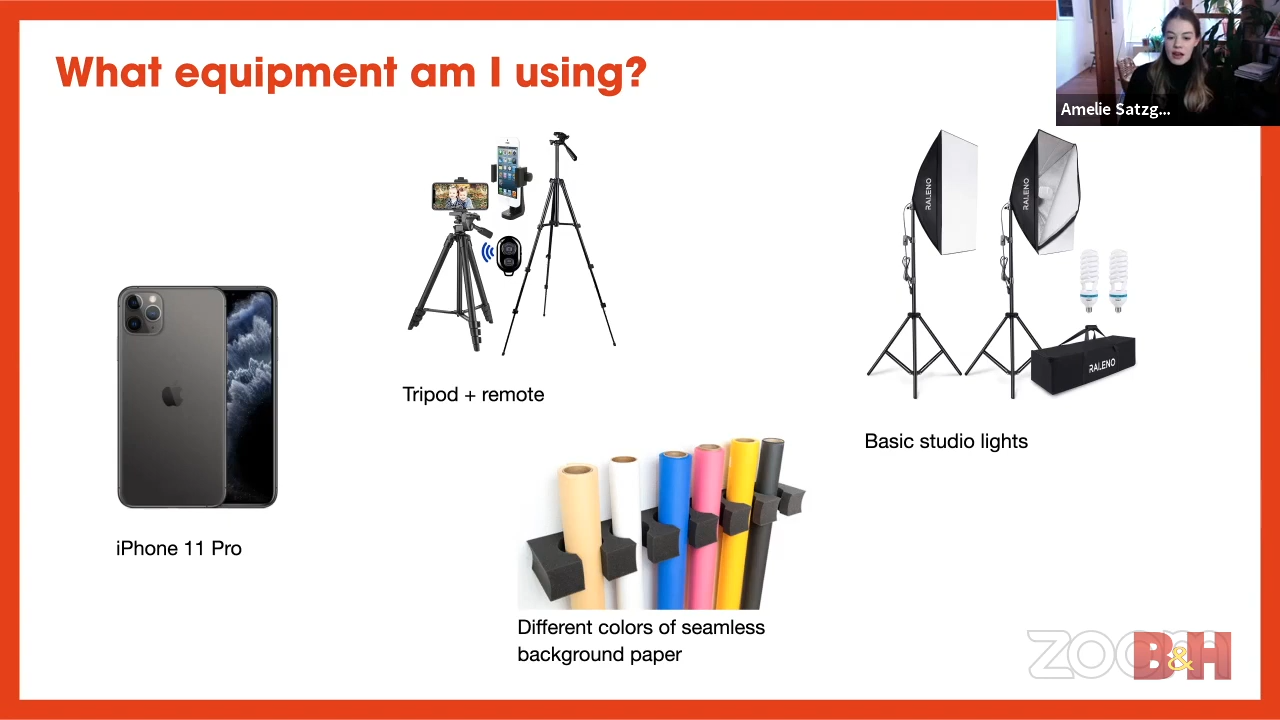 What equipment am I using?
Amelie Satzg...
RALENO
RALENO
Tripod + remote
RALENO
Basic studio lights
iPhone 11 Pro
Different colors of seamless
background paper
zoom
B&H